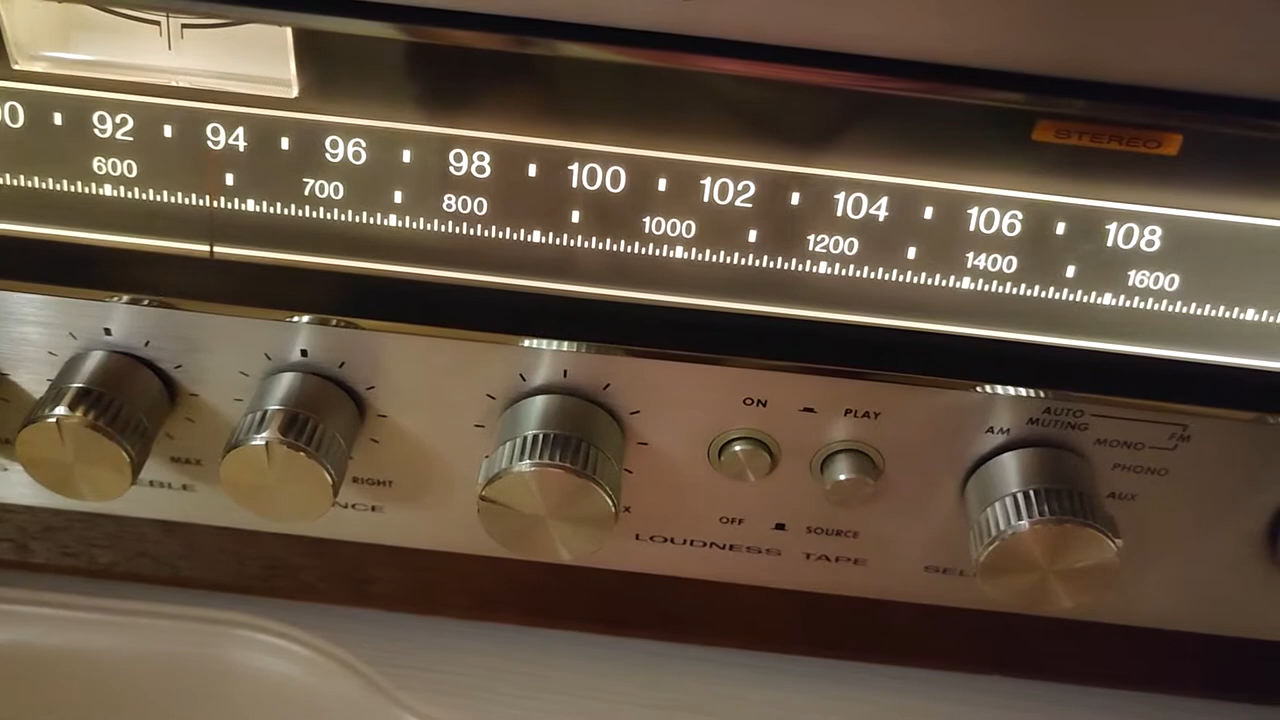 92 94 96 98 100 102 104 106 108
STEREO
600 700 800 1000 1200 1400 1600
ON PLAY
OFF SOURCE
LOUDNESS TAPE
MAX
RIGHT
AUTO
MUTING
AM
MONO
FM
PHONO
AUX